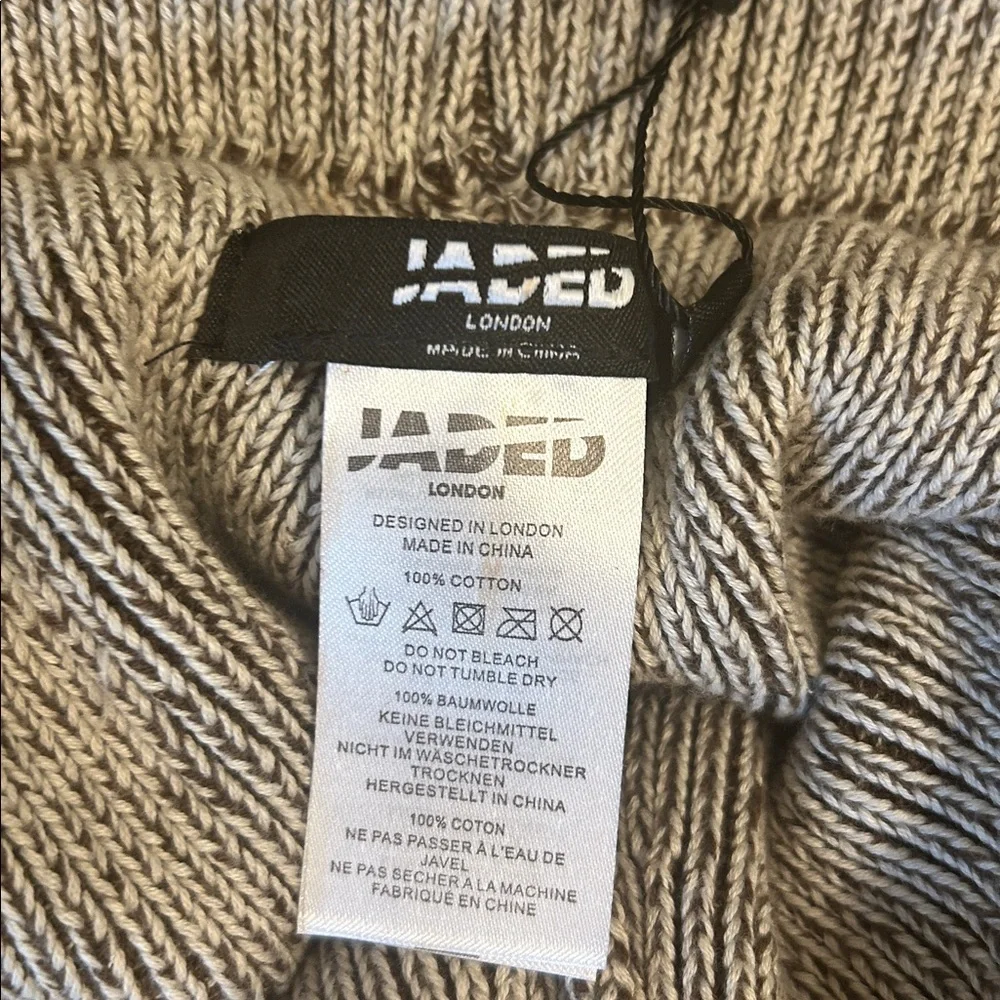 JADED
LONDON
MADE IN CHINA
JADED
LONDON
DESIGNED IN LONDON
MADE IN CHINA
100% COTTON
DO NOT BLEACH
DO NOT TUMBLE DRY
100% BAUMWOLLE
KEINE BLEICHMITTEL
VERWENDEN
NICHT IM WÄSCHETROCKNER
TROCKNEN
HERGESTELLT IN CHINA
100% COTON
NE PAS PASSER À L'EAU DE
JAVEL
NE PAS SECHER A LA MACHINE
FABRIQUÉ EN CHINE